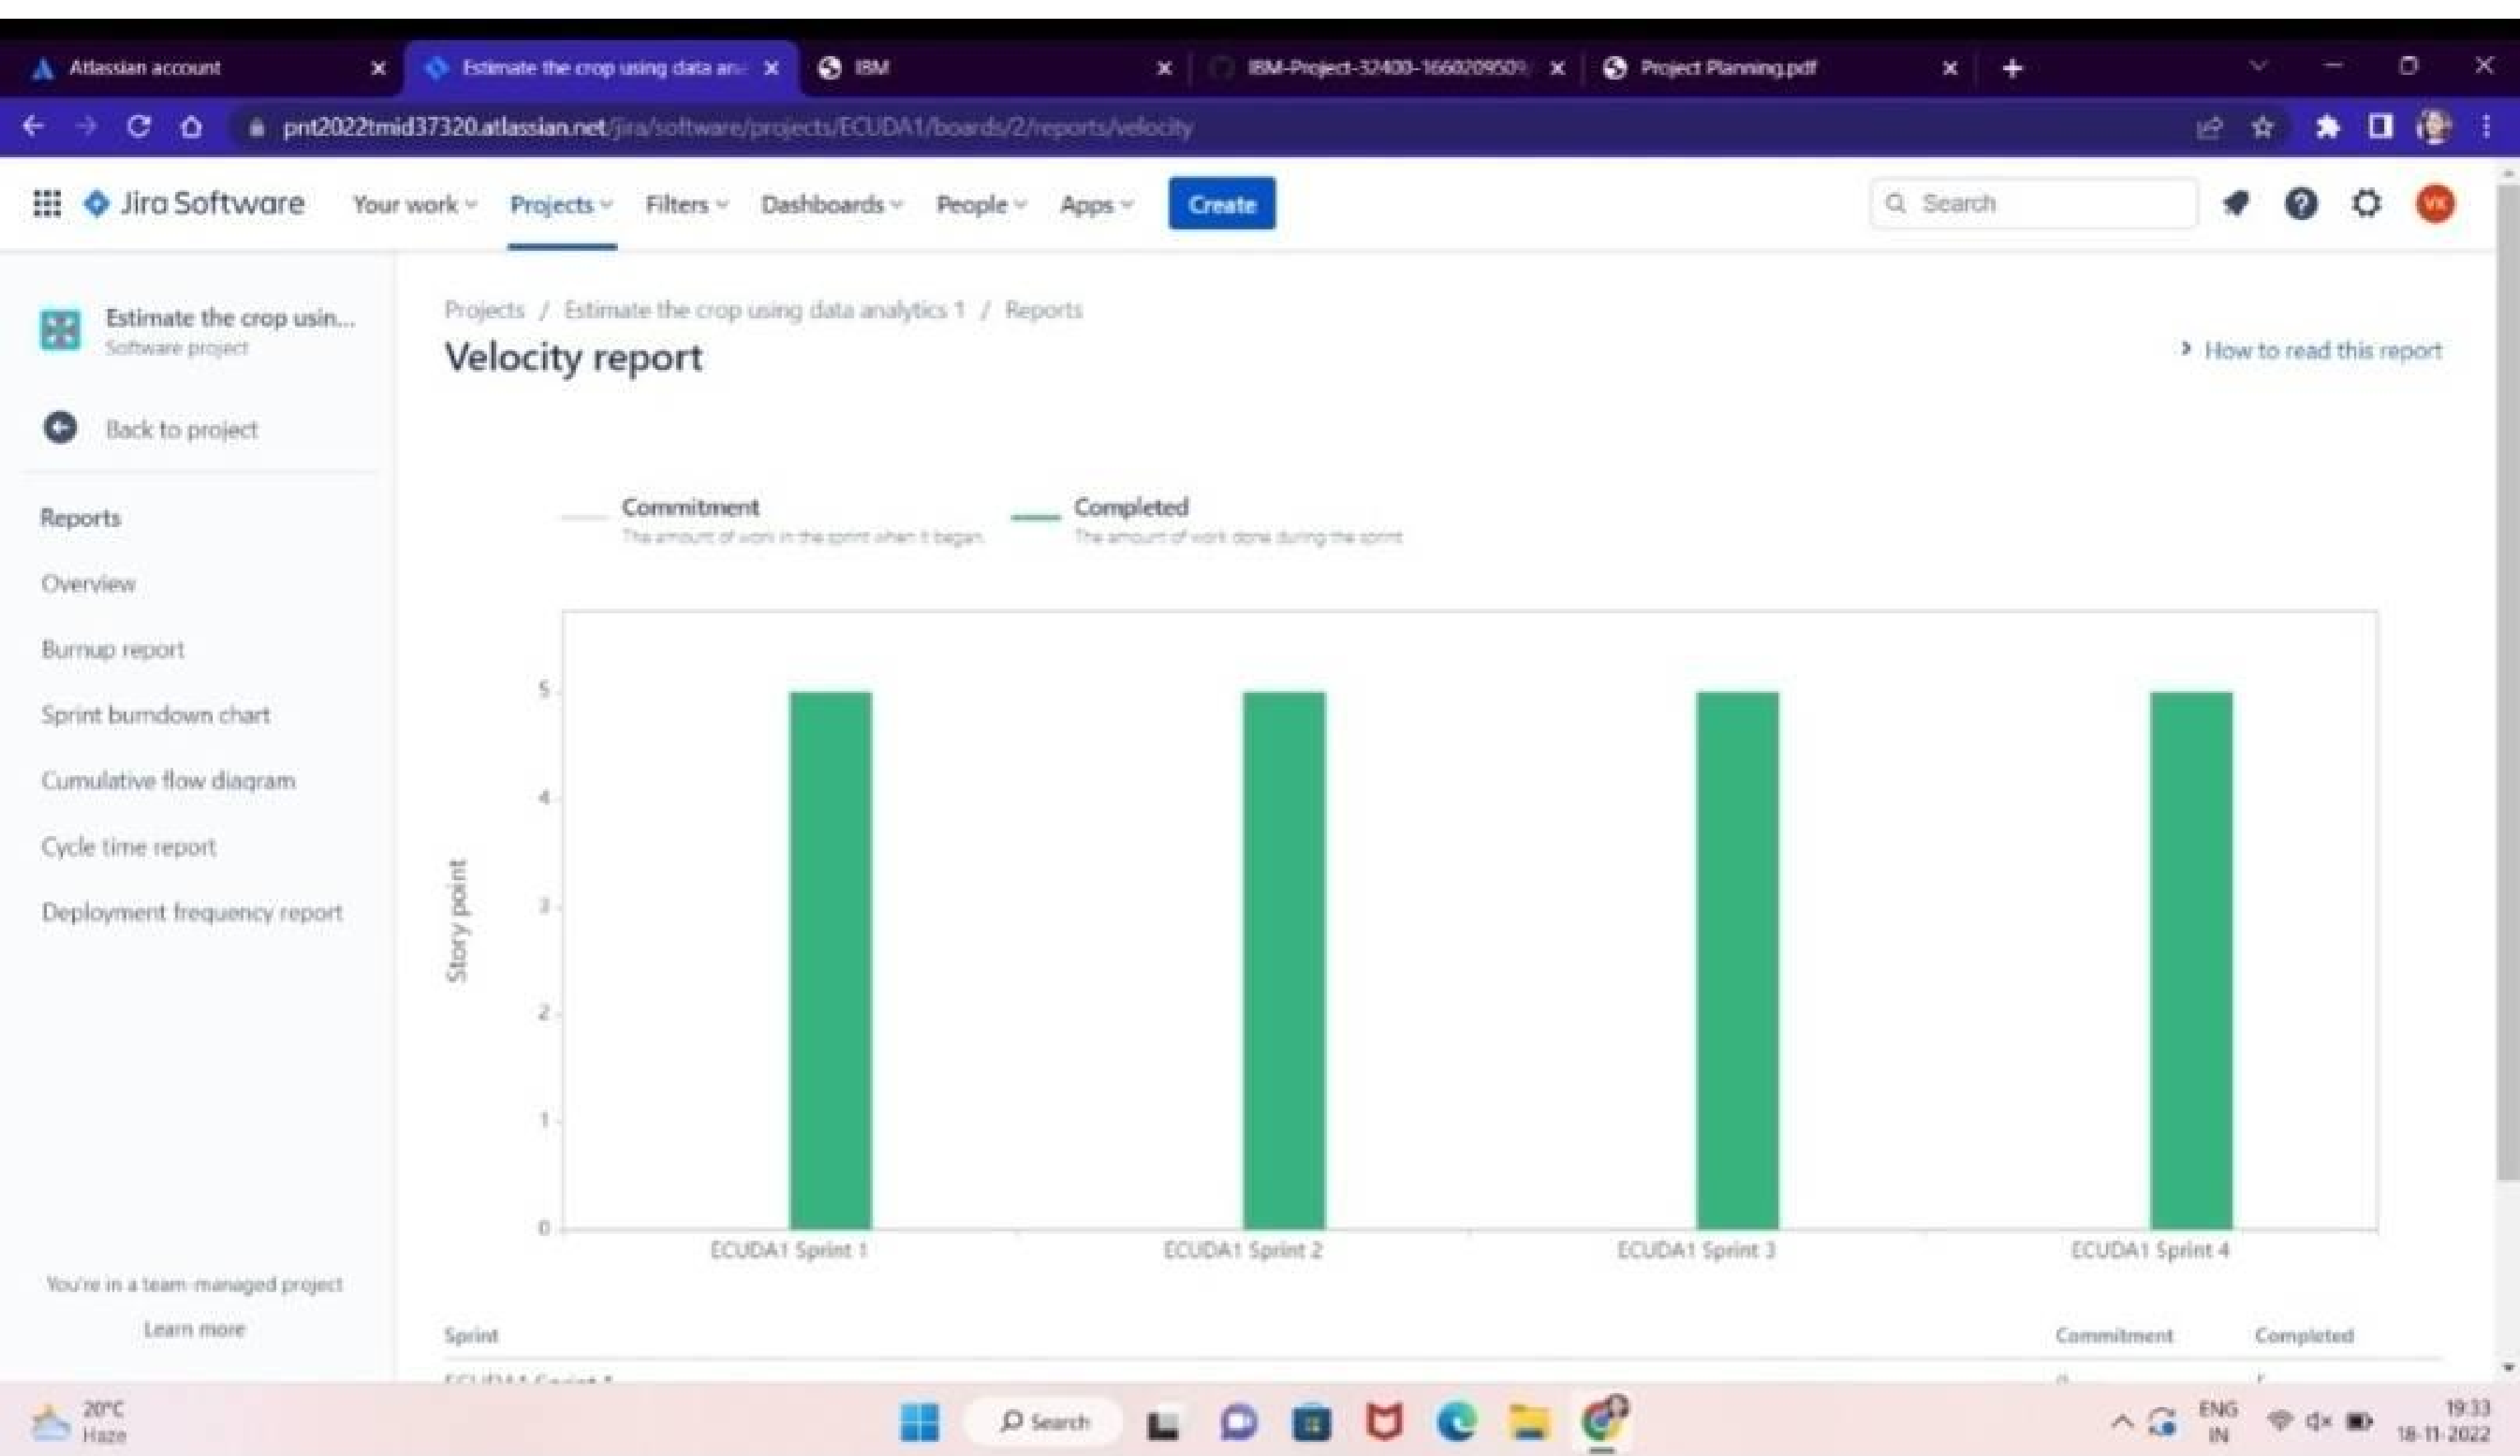 Atlassian account
Estimate the crop using data an
IBM
IBM-Project-32400-1660209509
Project Planning.pdf
pnt2022tmid37320.atlassian.net/jira/software/projects/ECUDA1/boards/2/reports/velocity
Jira Software
Your work
Projects
Filters
Dashboards
People
Apps
Create
Search
VK
Estimate the crop usin...
Software project
Back to project
Reports
Overview
Burnup report
Sprint burndown chart
Cumulative flow diagram
Cycle time report
Deployment frequency report
You're in a team-managed project
Learn more
Projects / Estimate the crop using data analytics 1 / Reports
Velocity report
How to read this report
Commitment
The amount of work in the sprint when it began.
Completed
The amount of work done during the sprint
Story point
5
4
3
2
1
0
ECUDA1 Sprint 1
ECUDA1 Sprint 2
ECUDA1 Sprint 3
ECUDA1 Sprint 4
Sprint Commitment Completed
20°C
Haze
Search
ENG
IN
19:33
18-11-2022